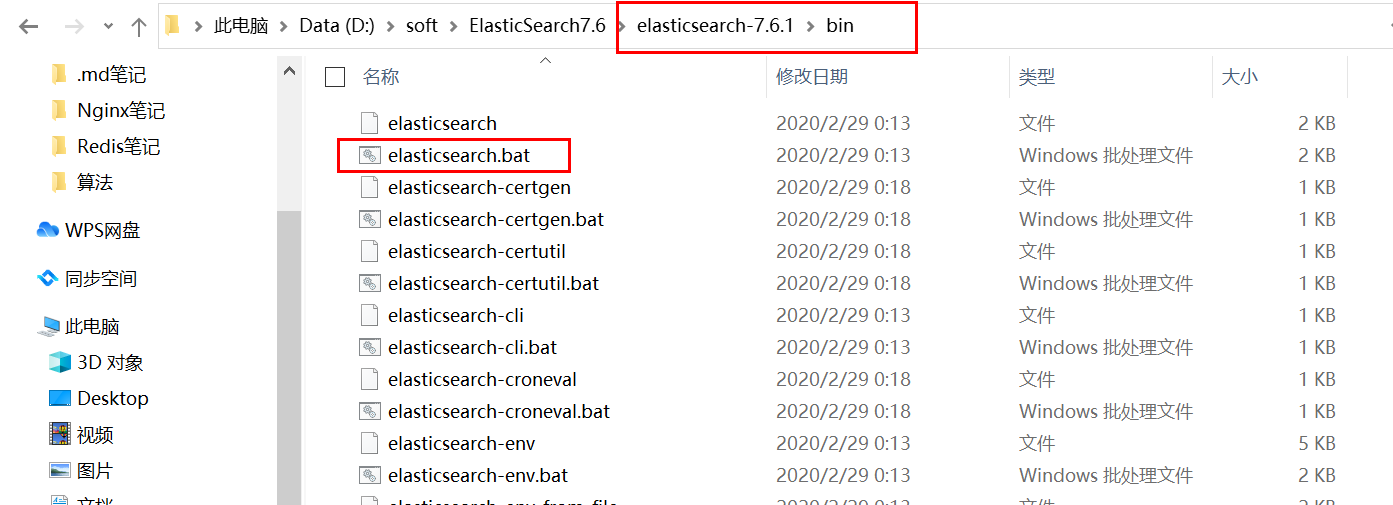 此电脑 Data (D:) soft ElasticSearch7.6 elasticsearch-7.6.1 bin
.md笔记
Nginx笔记
Redis笔记
算法
WPS网盘
同步空间
此电脑
3D 对象
Desktop
视频
图片
文档
名称 修改日期 类型 大小
elasticsearch 2020/2/29 0:13 文件 2 KB
elasticsearch.bat 2020/2/29 0:13 Windows 批处理文件 2 KB
elasticsearch-certgen 2020/2/29 0:18 文件 1 KB
elasticsearch-certgen.bat 2020/2/29 0:18 Windows 批处理文件 1 KB
elasticsearch-certutil 2020/2/29 0:18 文件 1 KB
elasticsearch-certutil.bat 2020/2/29 0:18 Windows 批处理文件 1 KB
elasticsearch-cli 2020/2/29 0:13 文件 1 KB
elasticsearch-cli.bat 2020/2/29 0:13 Windows 批处理文件 1 KB
elasticsearch-croneval 2020/2/29 0:18 文件 1 KB
elasticsearch-croneval.bat 2020/2/29 0:18 Windows 批处理文件 1 KB
elasticsearch-env 2020/2/29 0:13 文件 5 KB
elasticsearch-env.bat 2020/2/29 0:13 Windows 批处理文件 2 KB
elasticsearch-env-from-file 2020/2/29 0:13 文件